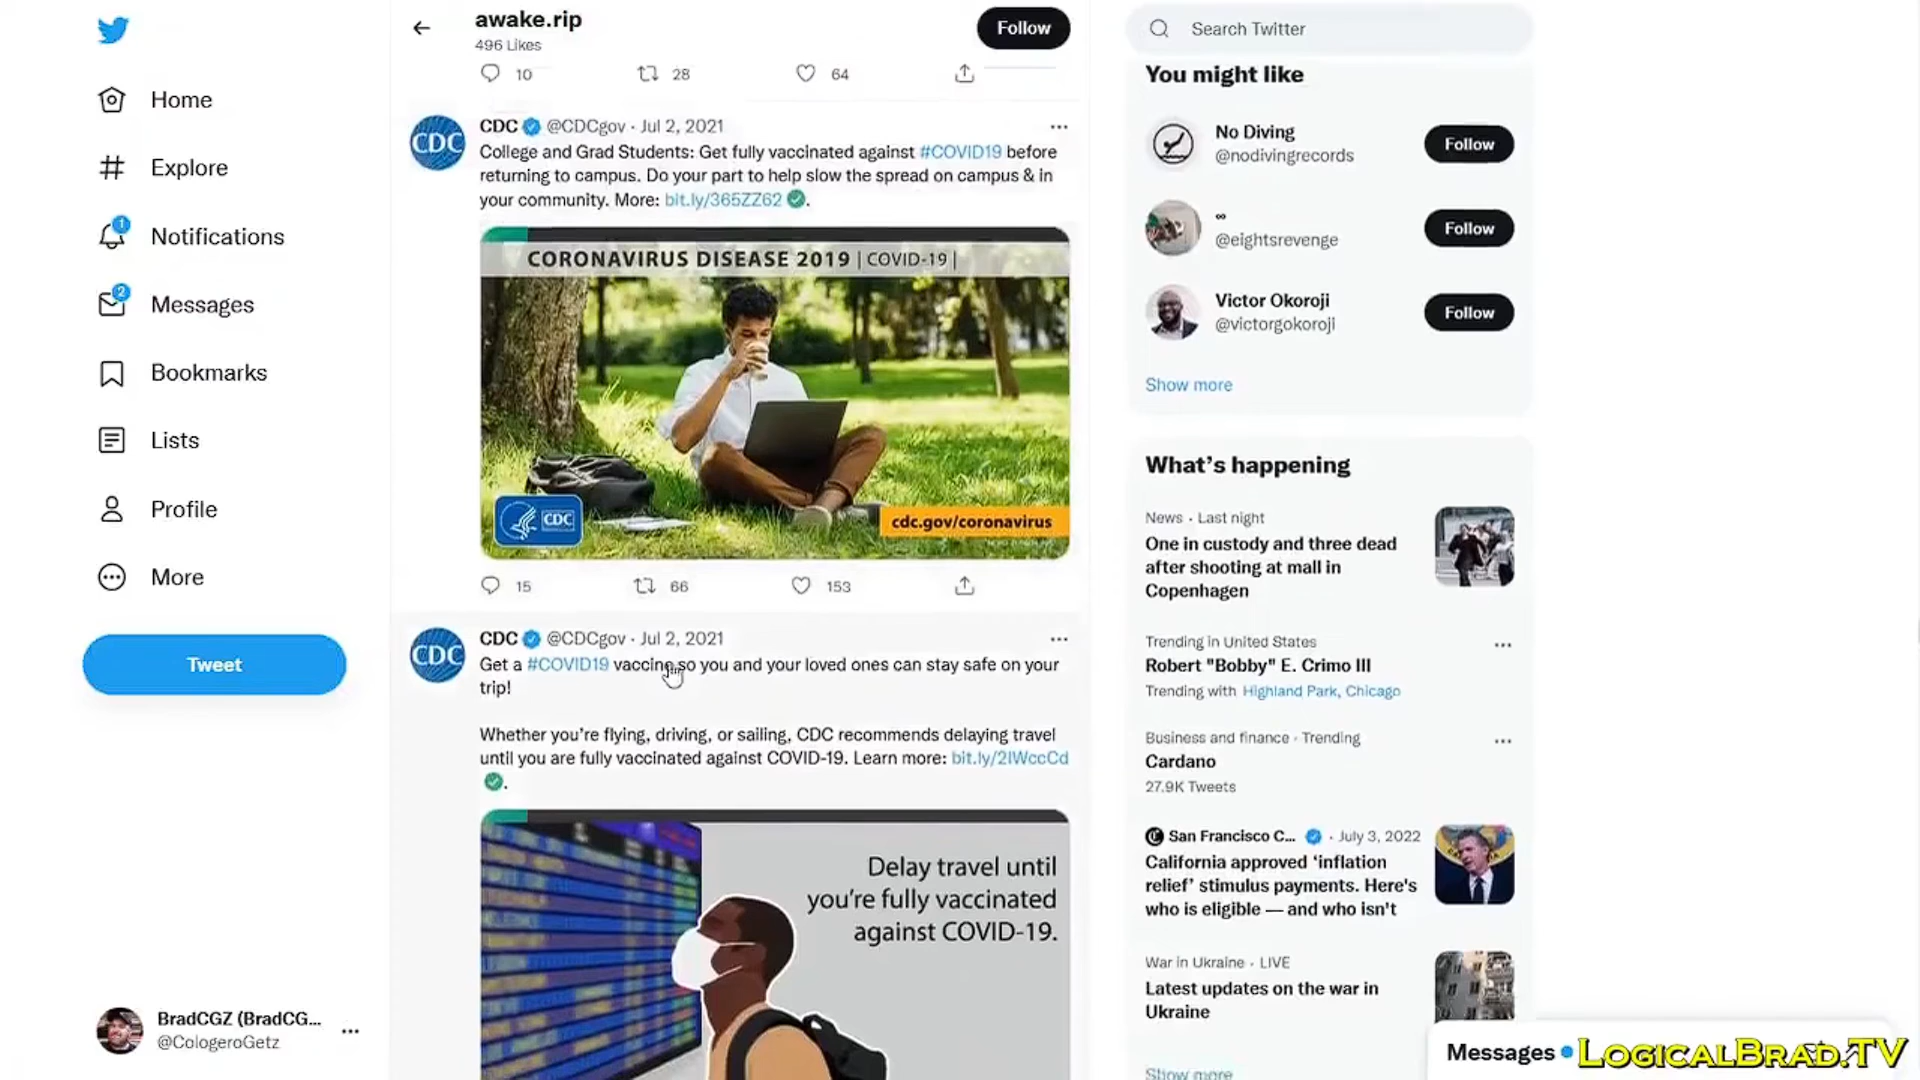 Home
Explore
1
Notifications
2
Messages
Bookmarks
Lists
Profile
More
Tweet
BradCGZ (BradCG...
@CologeroGetz
awake.rip
496 Likes
Follow
10 28 64
CDC @CDCgov · Jul 2, 2021
College and Grad Students: Get fully vaccinated against #COVID19 before
returning to campus. Do your part to help slow the spread on campus & in
your community. More: bit.ly/365ZZ62 .
CORONAVIRUS DISEASE 2019 | COVID-19 |
CDC
cdc.gov/coronavirus
15 66 153
CDC @CDCgov · Jul 2, 2021
Get a #COVID19 vaccine so you and your loved ones can stay safe on your
trip!
Whether you're flying, driving, or sailing, CDC recommends delaying travel
until you are fully vaccinated against COVID-19. Learn more: bit.ly/2IWccCd
.
Delay travel until
you're fully vaccinated
against COVID-19.
Search Twitter
You might like
No Diving
@nodivingrecords
Follow
∞
@eightsrevenge
Follow
Victor Okoroji
@victorgokoroji
Follow
Show more
What's happening
News · Last night
One in custody and three dead
after shooting at mall in
Copenhagen
Trending in United States
Robert "Bobby" E. Crimo III
Trending with Highland Park, Chicago
Business and finance · Trending
Cardano
27.9K Tweets
San Francisco C... · July 3, 2022
California approved 'inflation
relief' stimulus payments. Here's
who is eligible — and who isn't
War in Ukraine · LIVE
Latest updates on the war in
Ukraine
Show more
Messages
LOGICALBRAD.TV